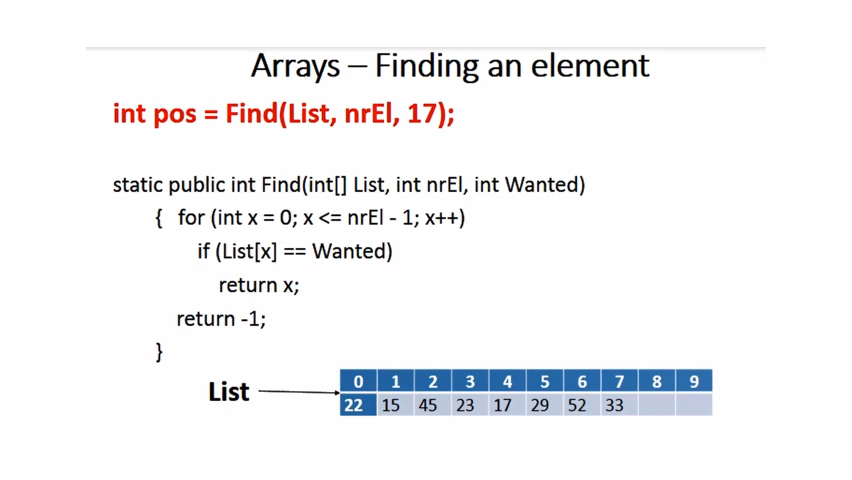 Arrays – Finding an element
int pos = Find(List, nrEl, 17);
static public int Find(int[] List, int nrEl, int Wanted)
{ for (int x = 0; x <= nrEl - 1; x++)
if (List[x] == Wanted)
return x;
return -1;
}
List
0 1 2 3 4 5 6 7 8 9
22 15 45 23 17 29 52 33